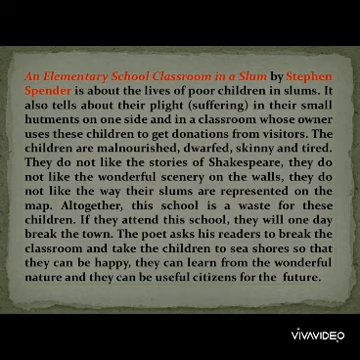 An Elementary School Classroom in a Slum by Stephen
Spender is about the lives of poor children in slums. It
also tells about their plight (suffering) in their small
hutments on one side and in a classroom whose owner
uses these children to get donations from visitors. The
children are malnourished, dwarfed, skinny and tired.
They do not like the stories of Shakespeare, they do
not like the wonderful scenery on the walls, they do
not like the way their slums are represented on the
map. Altogether, this school is a waste for these
children. If they attend this school, they will one day
break the town. The poet asks his readers to break the
classroom and take the children to sea shores so that
they can be happy, they can learn from the wonderful
nature and they can be useful citizens for the future.
VIVAVIDEO